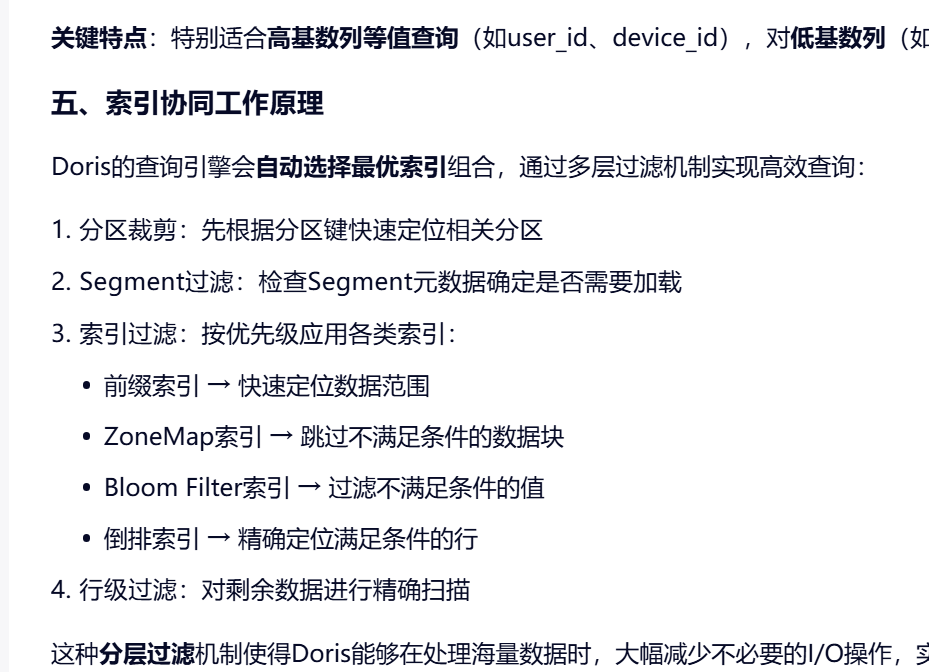 关键特点：特别适合高基数列等值查询（如user_id、device_id），对低基数列（如
五、索引协同工作原理
Doris的查询引擎会自动选择最优索引组合，通过多层过滤机制实现高效查询：
1. 分区裁剪：先根据分区键快速定位相关分区
2. Segment过滤：检查Segment元数据确定是否需要加载
3. 索引过滤：按优先级应用各类索引：
• 前缀索引 → 快速定位数据范围
• ZoneMap索引 → 跳过不满足条件的数据块
• Bloom Filter索引 → 过滤不满足条件的值
• 倒排索引 → 精确定位满足条件的行
4. 行级过滤：对剩余数据进行精确扫描
这种分层过滤机制使得Doris能够在处理海量数据时，大幅减少不必要的I/O操作，实